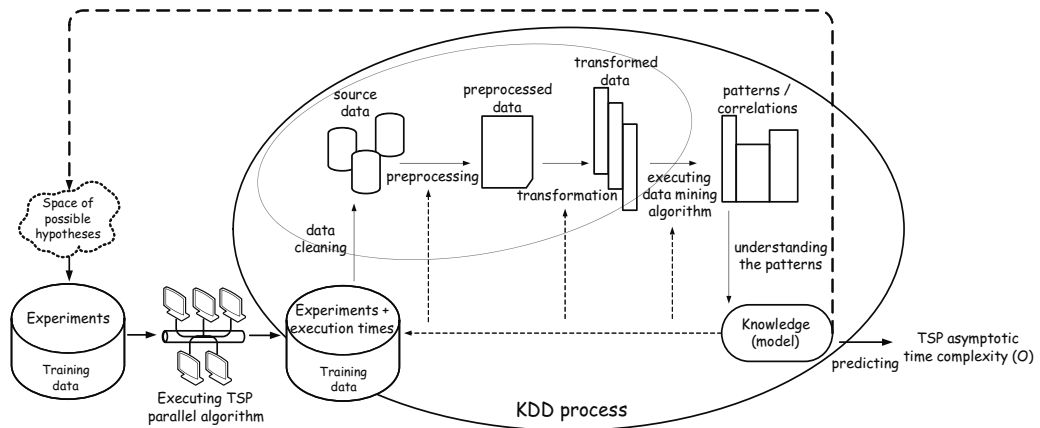 source
data
preprocessed
data
transformed
data
patterns /
correlations
preprocessing
transformation
executing
data mining
algorithm
Space of
possible
hypotheses
data
cleaning
understanding
the patterns
Experiments
Training
data
Executing TSP
parallel algorithm
Experiments +
execution times
Training
data
Knowledge
(model)
predicting
TSP asymptotic
time complexity (O)
KDD process